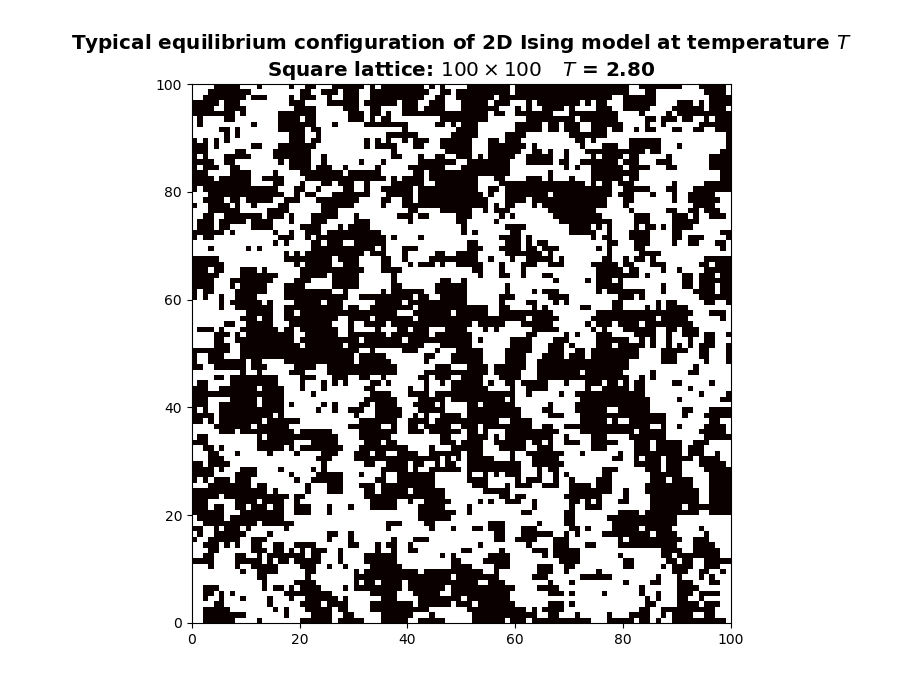 Typical equilibrium configuration of 2D Ising model at temperature T
Square lattice: 100 × 100 T = 2.80
100
80
60
40
20
0
0 20 40 60 80 100